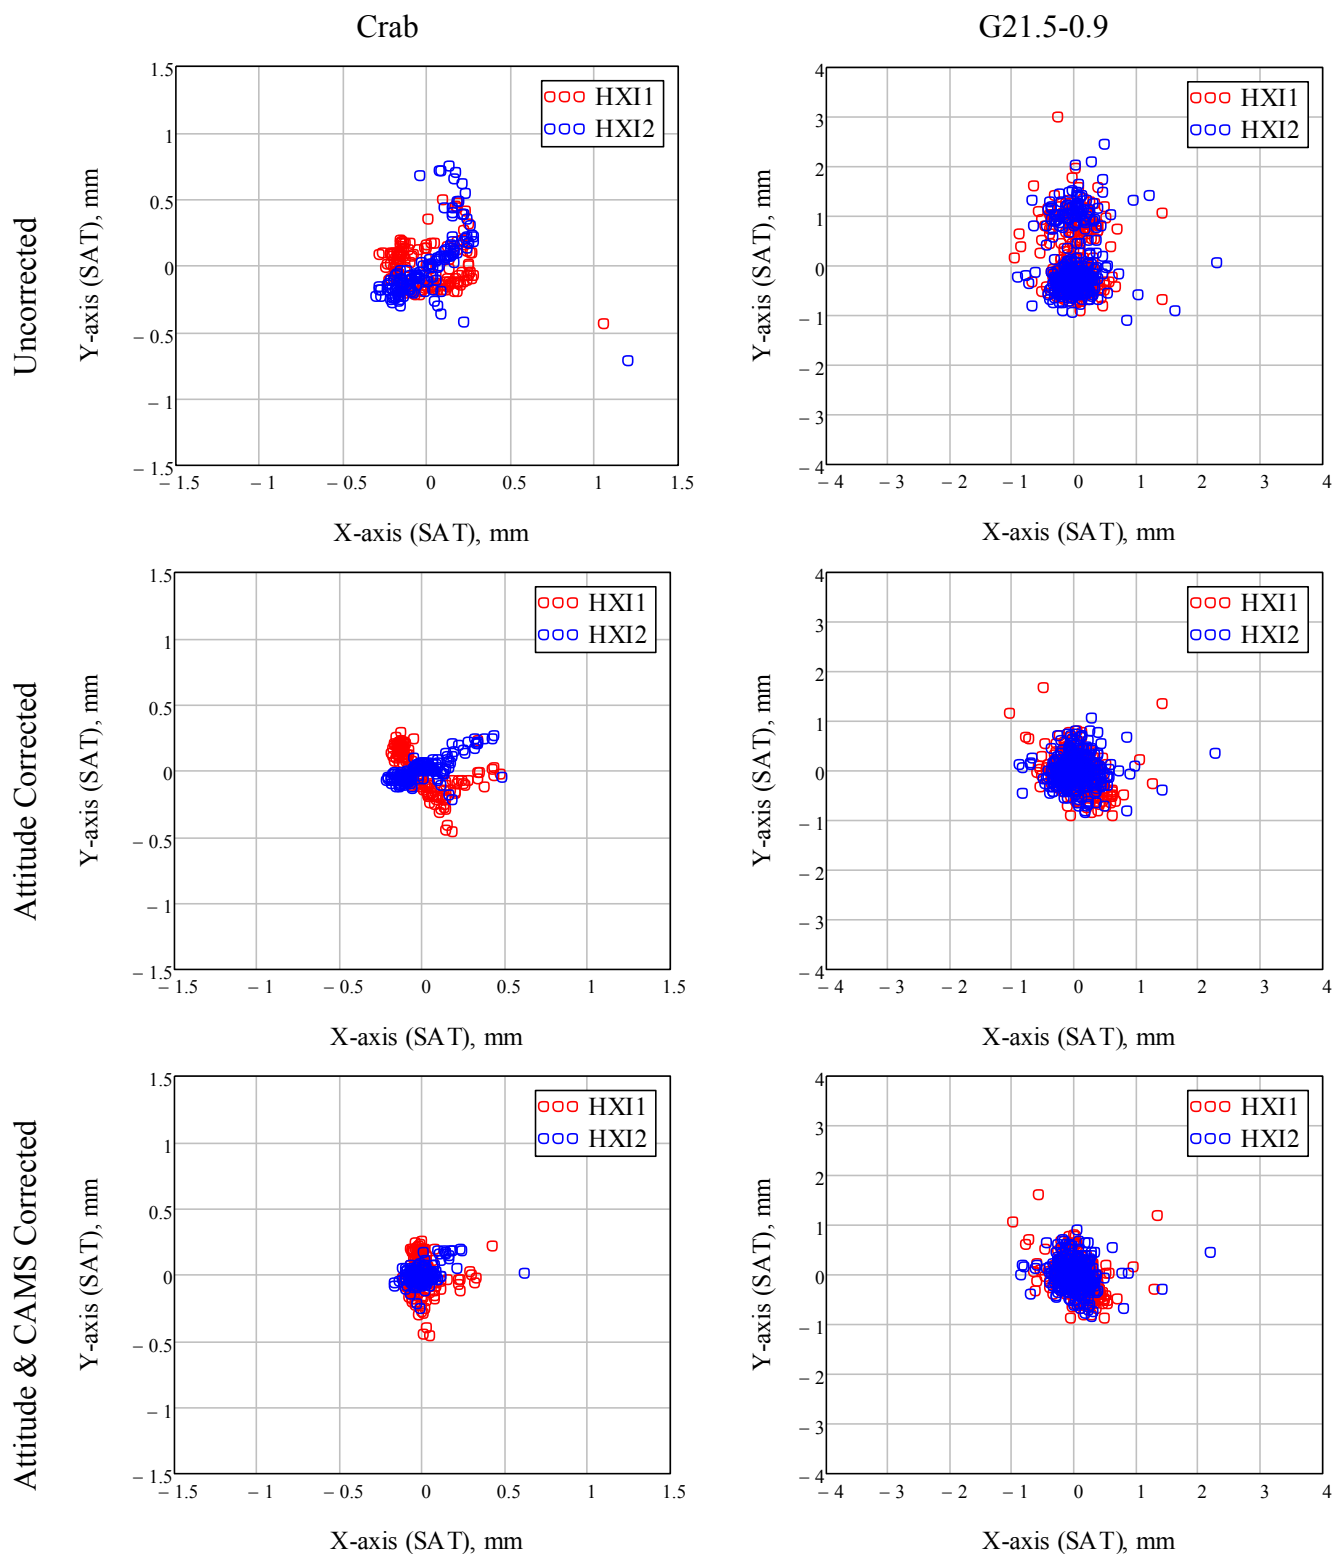 Crab
G21.5-0.9
Uncorrected
Y-axis (SAT), mm
1.5
1
0.5
0
– 0.5
– 1
– 1.5
HXI1
HXI2
– 1.5 – 1 – 0.5 0 0.5 1 1.5
X-axis (SAT), mm
Y-axis (SAT), mm
4
3
2
1
0
– 1
– 2
– 3
– 4
HXI1
HXI2
– 4 – 3 – 2 – 1 0 1 2 3 4
X-axis (SAT), mm
Attitude Corrected
Y-axis (SAT), mm
1.5
1
0.5
0
– 0.5
– 1
– 1.5
HXI1
HXI2
– 1.5 – 1 – 0.5 0 0.5 1 1.5
X-axis (SAT), mm
Y-axis (SAT), mm
4
3
2
1
0
– 1
– 2
– 3
– 4
HXI1
HXI2
– 4 – 3 – 2 – 1 0 1 2 3 4
X-axis (SAT), mm
Attitude & CAMS Corrected
Y-axis (SAT), mm
1.5
1
0.5
0
– 0.5
– 1
– 1.5
HXI1
HXI2
– 1.5 – 1 – 0.5 0 0.5 1 1.5
X-axis (SAT), mm
Y-axis (SAT), mm
4
3
2
1
0
– 1
– 2
– 3
– 4
HXI1
HXI2
– 4 – 3 – 2 – 1 0 1 2 3 4
X-axis (SAT), mm